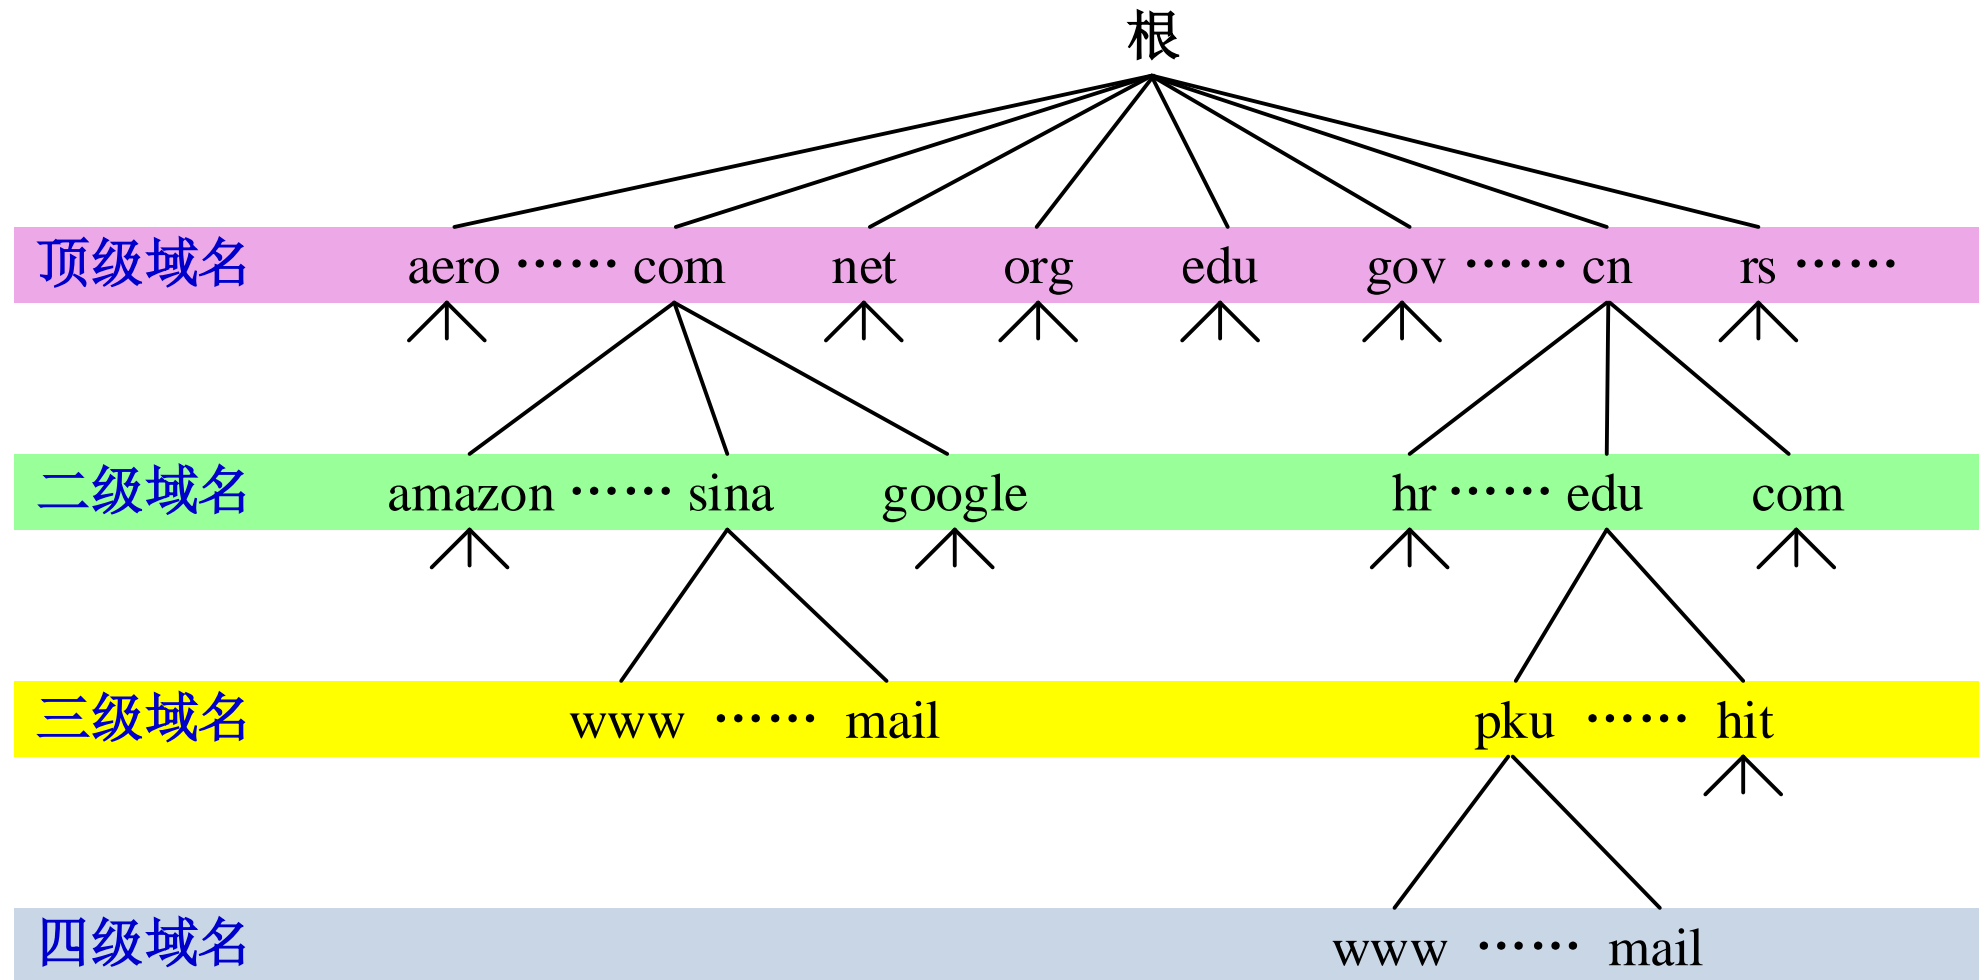 根
顶级域名 aero …… com net org edu gov …… cn rs ……
二级域名 amazon …… sina google hr …… edu com
三级域名 www …… mail pku …… hit
四级域名 www …… mail